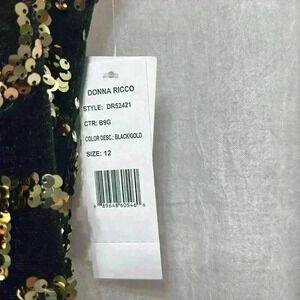 DONNA RICCO
STYLE: DR52421
CTR: B9G
COLOR DESC.: BLACK/GOLD
SIZE: 12